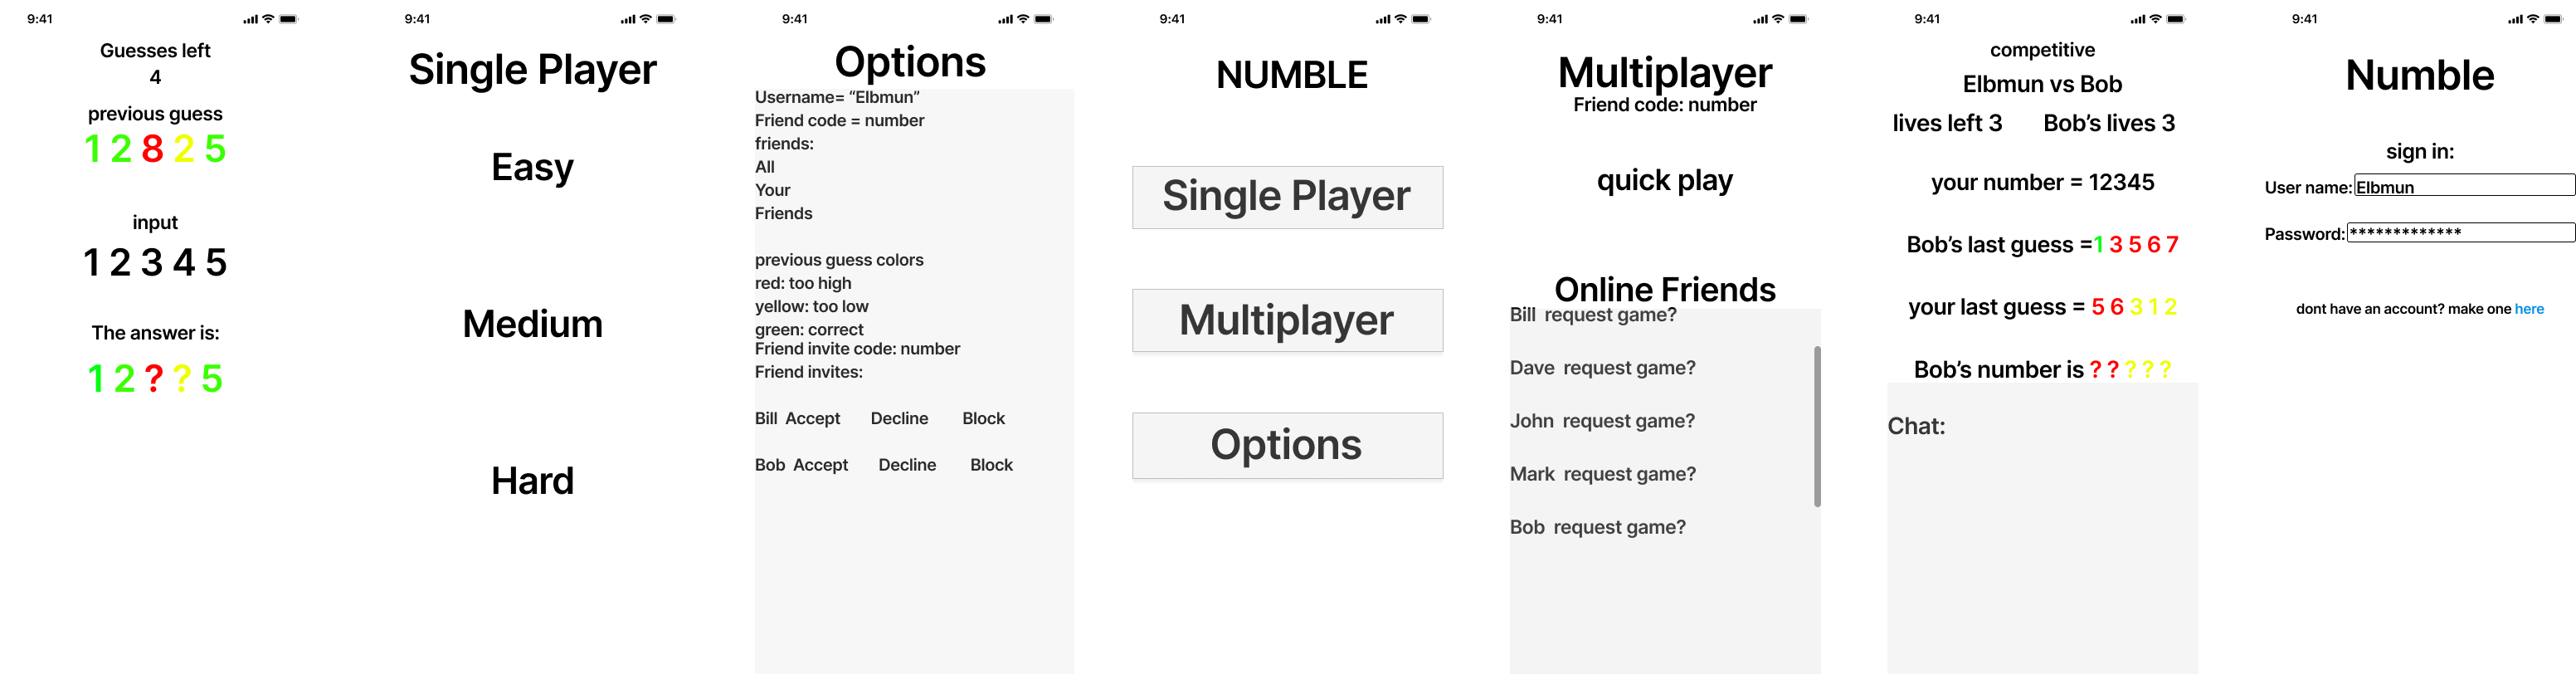 9:41
Guesses left
4
previous guess
1 2 8 2 5
input
1 2 3 4 5
The answer is:
1 2 ? ? 5
9:41
Single Player
Easy
Medium
Hard
9:41
Options
Username= “Elbmun”
Friend code = number
friends:
All
Your
Friends
previous guess colors
red: too high
yellow: too low
green: correct
Friend invite code: number
Friend invites:
Bill Accept Decline Block
Bob Accept Decline Block
9:41
NUMBLE
Single Player
Multiplayer
Options
9:41
Multiplayer
Friend code: number
quick play
Online Friends
Bill request game?
Dave request game?
John request game?
Mark request game?
Bob request game?
9:41
competitive
Elbmun vs Bob
lives left 3 Bob’s lives 3
your number = 12345
Bob’s last guess =1 3 5 6 7
your last guess = 5 6 3 1 2
Bob’s number is ? ? ? ? ?
Chat:
9:41
Numble
sign in:
User name: Elbmun
Password: *************
dont have an account? make one here